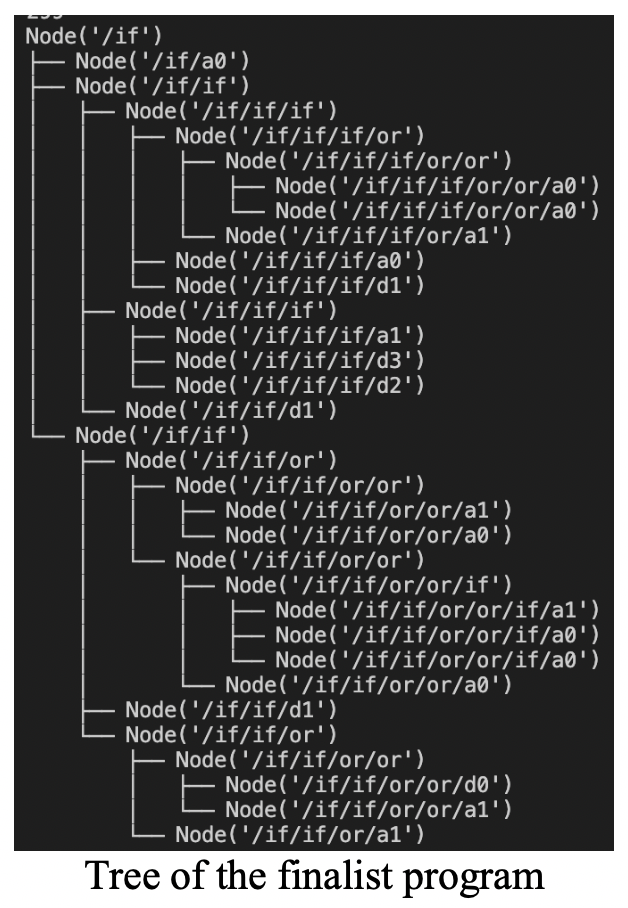 Node('/if')
├── Node('/if/a0')
├── Node('/if/if')
│   ├── Node('/if/if/if')
│   │   ├── Node('/if/if/if/or')
│   │   │   ├── Node('/if/if/if/or/or')
│   │   │   │   ├── Node('/if/if/if/or/or/a0')
│   │   │   │   └── Node('/if/if/if/or/or/a0')
│   │   │   └── Node('/if/if/if/or/a1')
│   │   ├── Node('/if/if/if/a0')
│   │   └── Node('/if/if/if/d1')
│   ├── Node('/if/if/if')
│   │   ├── Node('/if/if/if/a1')
│   │   ├── Node('/if/if/if/d3')
│   │   └── Node('/if/if/if/d2')
│   └── Node('/if/if/d1')
└── Node('/if/if')
    ├── Node('/if/if/or')
    │   ├── Node('/if/if/or/or')
    │   │   ├── Node('/if/if/or/or/a1')
    │   │   └── Node('/if/if/or/or/a0')
    │   └── Node('/if/if/or/or')
    │       ├── Node('/if/if/or/or/if')
    │       │   ├── Node('/if/if/or/or/if/a1')
    │       │   ├── Node('/if/if/or/or/if/a0')
    │       │   └── Node('/if/if/or/or/if/a0')
    │       └── Node('/if/if/or/or/a0')
    ├── Node('/if/if/d1')
    └── Node('/if/if/or')
        ├── Node('/if/if/or/or')
        │   ├── Node('/if/if/or/or/d0')
        │   └── Node('/if/if/or/or/a1')
        └── Node('/if/if/or/a1')
Tree of the finalist program